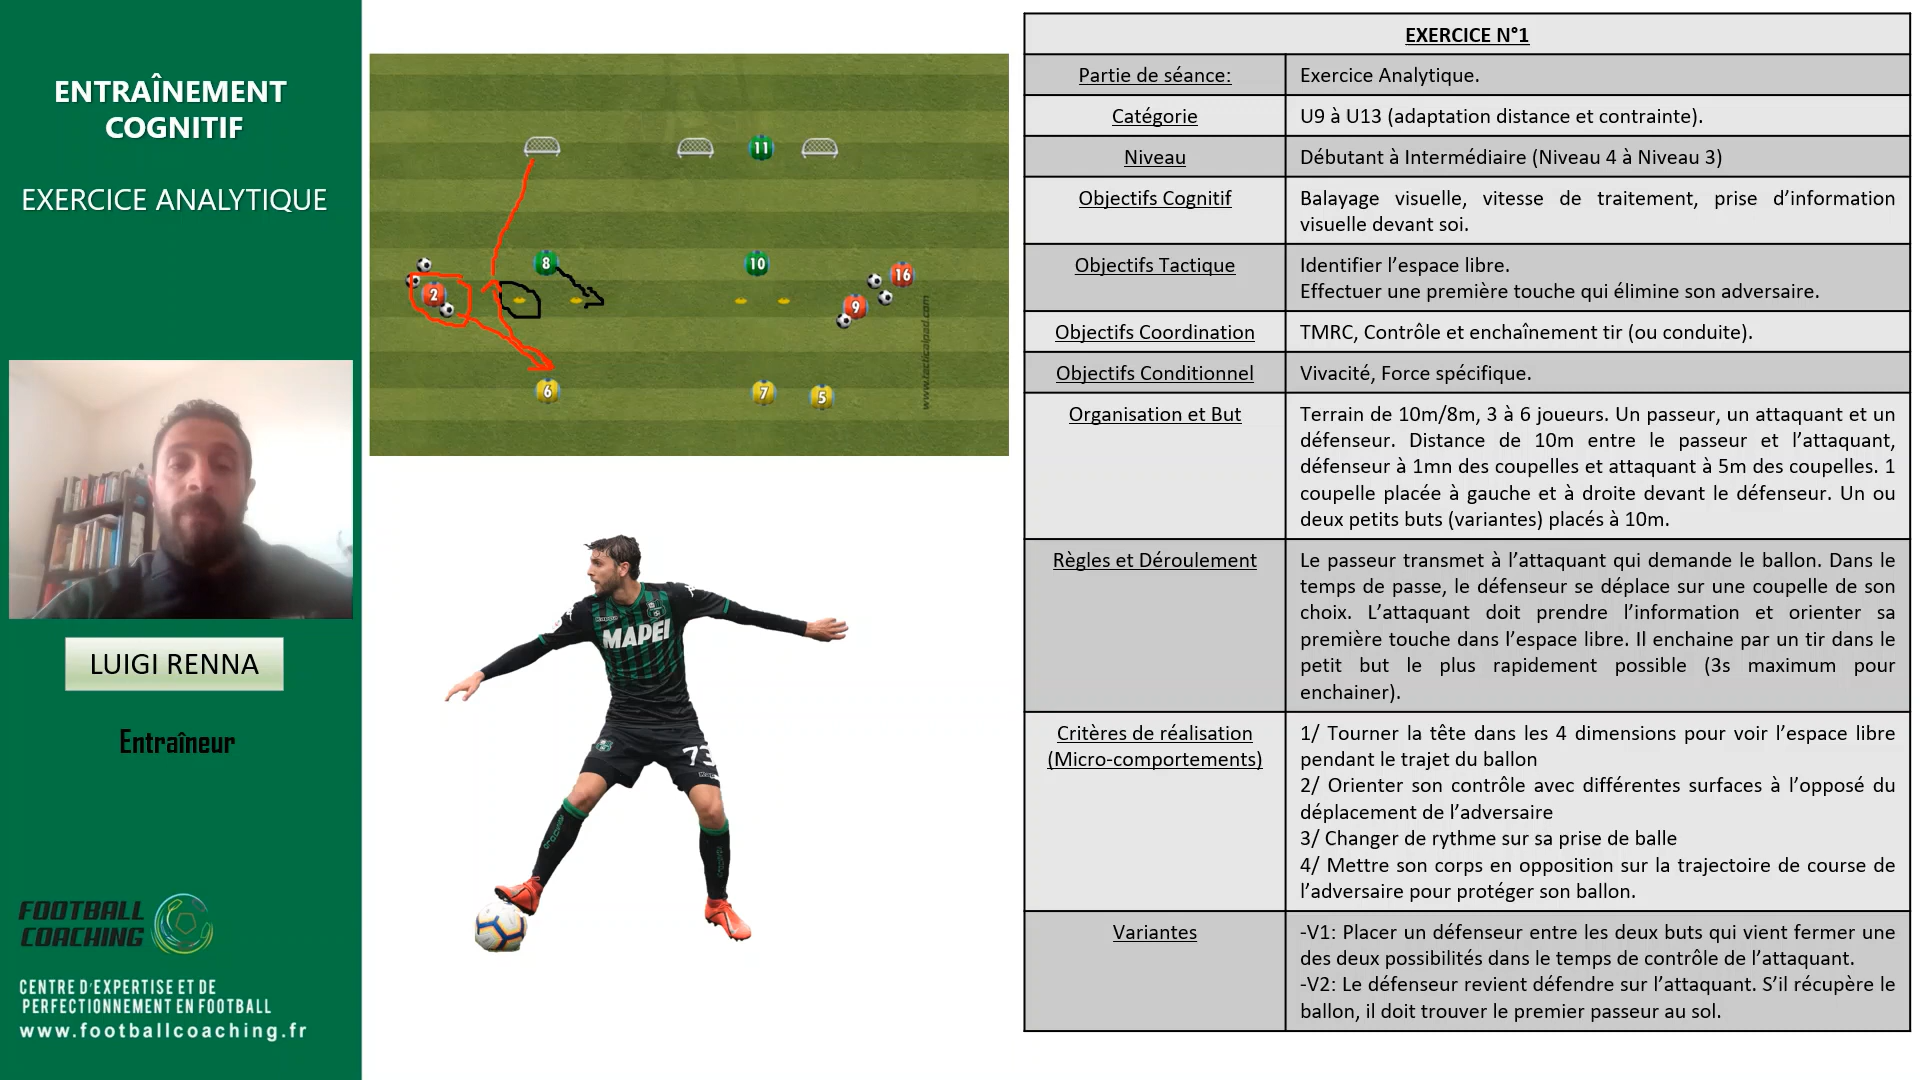 ENTRAÎNEMENT
COGNITIF
EXERCICE ANALYTIQUE
LUIGI RENNA
Entraîneur
FOOTBALL
COACHING
CENTRE D'EXPERTISE ET DE
PERFECTIONNEMENT EN FOOTBALL
www.footballcoaching.fr
11
8
10
16
2
9
6
7
5
www.tacticalpad.com
MAPEI
73
EXERCICE N°1
Partie de séance:
Exercice Analytique.
Catégorie
U9 à U13 (adaptation distance et contrainte).
Niveau
Débutant à Intermédiaire (Niveau 4 à Niveau 3)
Objectifs Cognitif
Balayage visuelle, vitesse de traitement, prise d’information
visuelle devant soi.
Objectifs Tactique
Identifier l’espace libre.
Effectuer une première touche qui élimine son adversaire.
Objectifs Coordination
TMRC, Contrôle et enchaînement tir (ou conduite).
Objectifs Conditionnel
Vivacité, Force spécifique.
Organisation et But
Terrain de 10m/8m, 3 à 6 joueurs. Un passeur, un attaquant et un
défenseur. Distance de 10m entre le passeur et l’attaquant,
défenseur à 1mn des coupelles et attaquant à 5m des coupelles. 1
coupelle placée à gauche et à droite devant le défenseur. Un ou
deux petits buts (variantes) placés à 10m.
Règles et Déroulement
Le passeur transmet à l’attaquant qui demande le ballon. Dans le
temps de passe, le défenseur se déplace sur une coupelle de son
choix. L’attaquant doit prendre l’information et orienter sa
première touche dans l’espace libre. Il enchaine par un tir dans le
petit but le plus rapidement possible (3s maximum pour
enchainer).
Critères de réalisation
(Micro-comportements)
1/ Tourner la tête dans les 4 dimensions pour voir l’espace libre
pendant le trajet du ballon
2/ Orienter son contrôle avec différentes surfaces à l’opposé du
déplacement de l’adversaire
3/ Changer de rythme sur sa prise de balle
4/ Mettre son corps en opposition sur la trajectoire de course de
l’adversaire pour protéger son ballon.
Variantes
-V1: Placer un défenseur entre les deux buts qui vient fermer une
des deux possibilités dans le temps de contrôle de l’attaquant.
-V2: Le défenseur revient défendre sur l’attaquant. S’il récupère le
ballon, il doit trouver le premier passeur au sol.